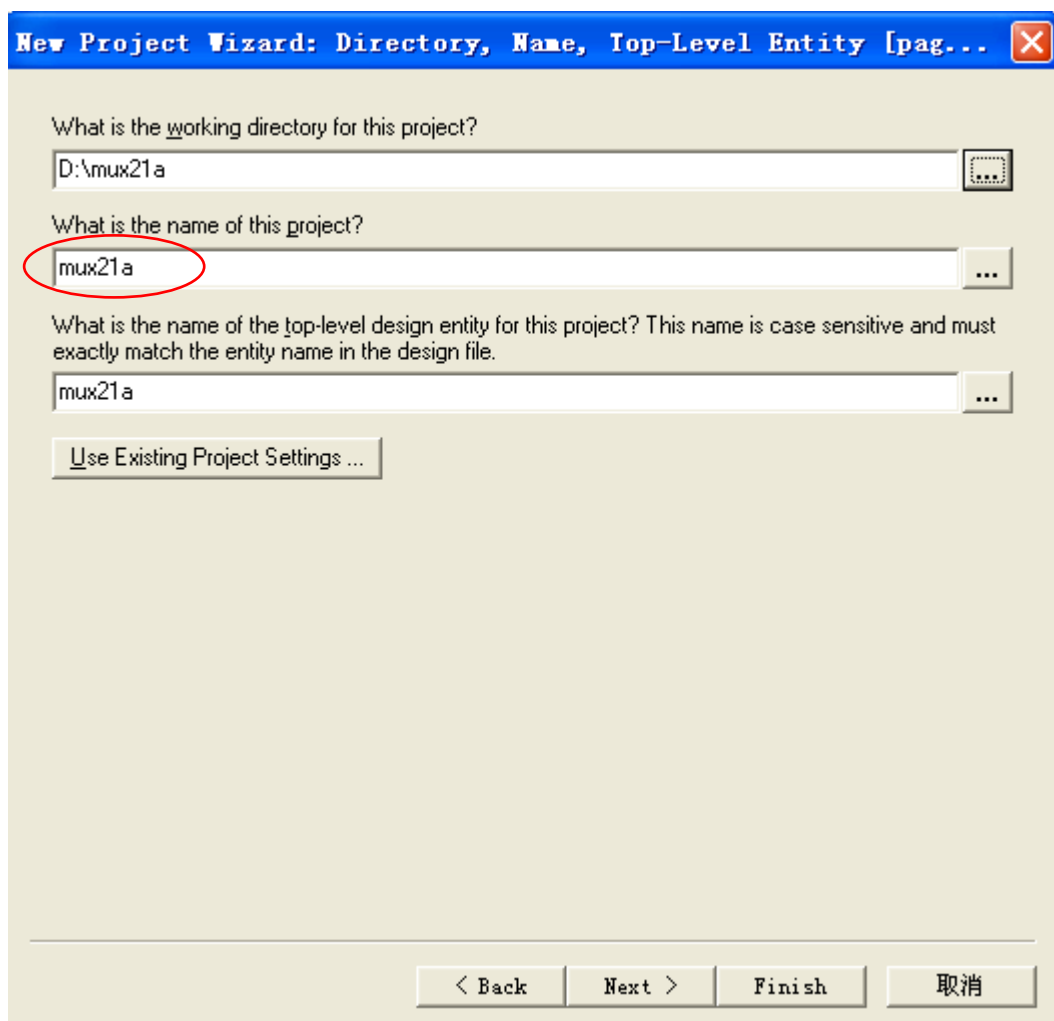 New Project Wizard: Directory, Name, Top-Level Entity [pag...
What is the working directory for this project?
D:\mux21a
...
What is the name of this project?
mux21a
...
What is the name of the top-level design entity for this project? This name is case sensitive and must
exactly match the entity name in the design file.
mux21a
...
Use Existing Project Settings ...
< Back
Next >
Finish
取消